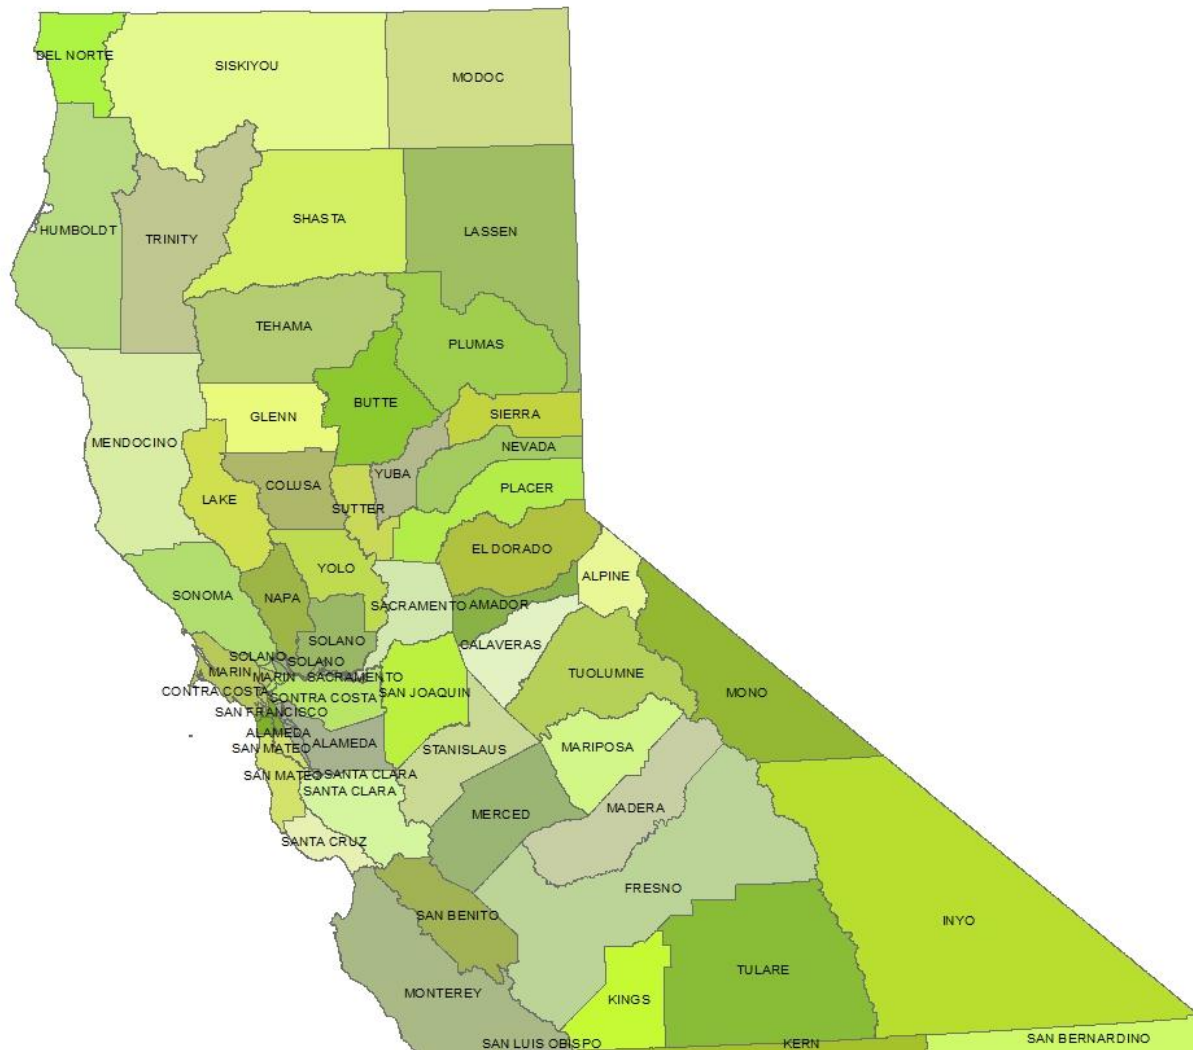 DEL NORTE
SISKIYOU
MODOC
HUMBOLDT
TRINITY
SHASTA
LASSEN
TEHAMA
PLUMAS
BUTTE
GLENN
SIERRA
MENDOCINO
NEVADA
YUBA
COLUSA
PLACER
LAKE
SUTTER
EL DORADO
YOLO
ALPINE
SONOMA
NAPA
SACRAMENTO
AMADOR
SOLANO
CALAVERAS
SOLANO
SOLANO
MARIN
MARIN
SACRAMENTO
TUOLUMNE
CONTRA COSTA
CONTRA COSTA
SAN JOAQUIN
MONO
SAN FRANCISCO
ALAMEDA
ALAMEDA
SAN MATEO
STANISLAUS
MARIPOSA
SAN MATEO
SANTA CLARA
SANTA CLARA
MERCED
MADERA
SANTA CRUZ
FRESNO
SAN BENITO
INYO
TULARE
MONTEREY
KINGS
SAN LUIS OBISPO
KERN
SAN BERNARDINO